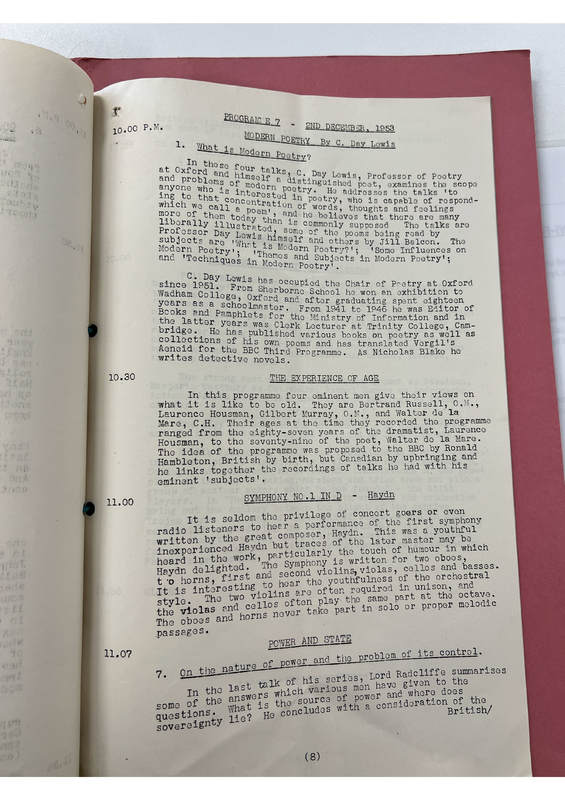 PROGRAMME 7 - 2ND DECEMBER, 1953
10.00 P.M.
MODERN POETRY By C. Day Lewis
1. What is Modern Poetry?
In these four talks, C. Day Lewis, Professor of Poetry
at Oxford and himself a distinguished poet, examines the scope
and problems of modern poetry. He addresses the talks 'to
anyone who is interested in poetry, who is capable of respond-
ing to that concentration of words, thoughts and feelings
which we call a poem', and he believes that there are many
more of them today than is commonly supposed The talks are
liberally illustrated, some of the poems being read by
Professor Day Lewis himself and others by Jill Balcon. The
subjects are 'What is Modern Poetry?'; 'Some Influences on
Modern Poetry'; 'Themes and Subjects in Modern Poetry';
and 'Techniques in Modern Poetry'.
C. Day Lewis has occupied the Chair of Poetry at Oxford
since 1951. From Sherborne School he won an exhibition to
Wadham College, Oxford and after graduating spent eighteen
years as a schoolmaster. From 1941 to 1946 he was Editor of
Books and Pamphlets for the Ministry of Information and in
the latter years was Clerk Lecturer at Trinity College, Cam-
bridge. He has published various books on poetry as well as
collections of his own poems and has translated Vergil's
Aeneid for the BBC Third Programme. As Nicholas Blake he
writes detective novels.
10.30
THE EXPERIENCE OF AGE
In this programme four eminent men give their views on
what it is like to be old. They are Bertrand Russell, O.M.,
Laurence Housman, Gilbert Murray, O.M., and Walter de la
Mare, C.H. Their ages at the time they recorded the programme
ranged from the eighty-seven years of the dramatist, Laurence
Housman, to the seventy-nine of the poet, Walter de la Mare.
The idea of the programme was proposed to the BBC by Ronald
Hambleton, British by birth, but Canadian by upbringing and
he links together the recordings of talks he had with his
eminent 'subjects'.
11.00
SYMPHONY NO.1 IN D - Haydn
It is seldom the privilege of concert goers or even
radio listeners to hear a performance of the first symphony
written by the great composer, Haydn. This was a youthful
inexperienced Haydn but traces of the later master may be
heard in the work, particularly the touch of humour in which
Haydn delighted. The Symphony is written for two oboes,
two horns, first and second violins, violas, cellos and basses.
It is interesting to hear the youthfulness of the orchestral
style. The two violins are often required in unison, and
the violas and cellos often play the same part at the octave.
The oboes and horns never take part in solo or proper melodic
passages.
11.07
POWER AND STATE
7. On the nature of power and the problem of its control.
In the last talk of his series, Lord Radcliffe summarises
some of the answers which various men have given to the
questions. What is the source of power and where does
sovereignty lie? He concludes with a consideration of the
British/
(8)